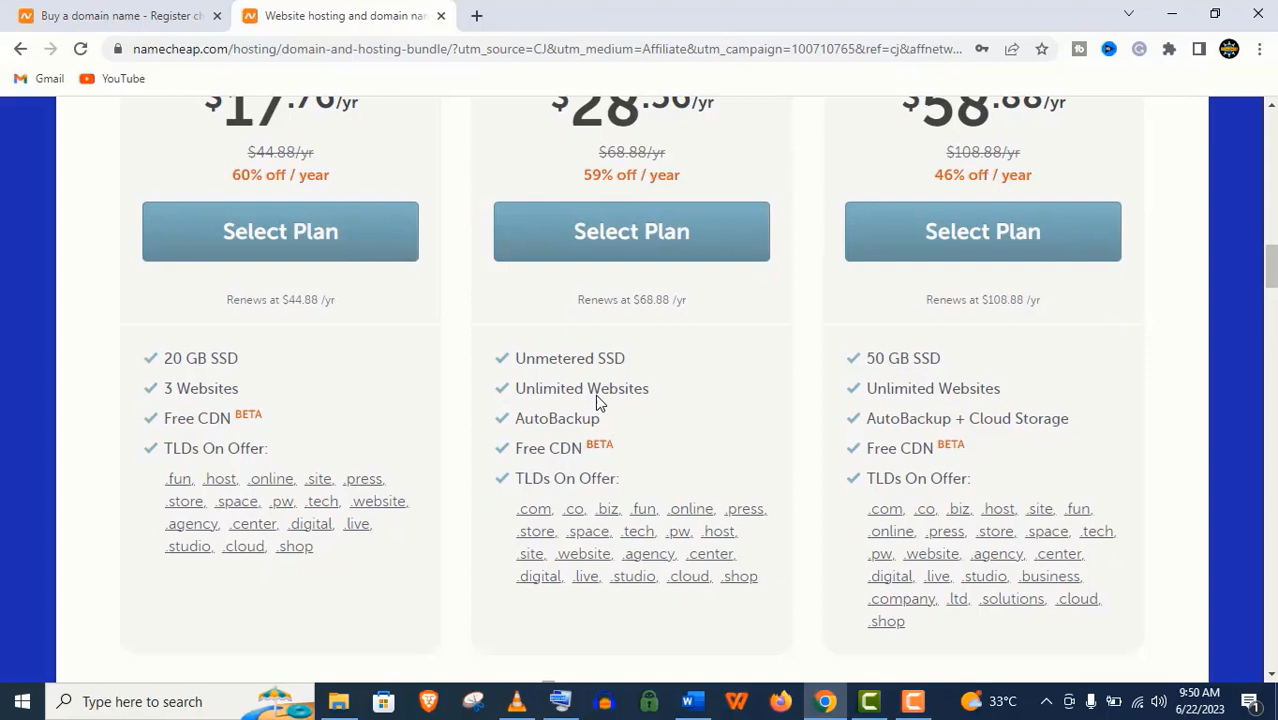 Buy a domain name - Register ch
Website hosting and domain nam
namecheap.com/hosting/domain-and-hosting-bundle/?utm_source=CJ&utm_medium=Affiliate&utm_campaign=100710765&ref=cj&affnetw...
Gmail
YouTube
$17.76/yr
$28.56/yr
$58.88/yr
$44.88/yr
$68.88/yr
$108.88/yr
60% off / year
59% off / year
46% off / year
Select Plan
Select Plan
Select Plan
Renews at $44.88 /yr
Renews at $68.88 /yr
Renews at $108.88 /yr
20 GB SSD
3 Websites
Free CDN BETA
TLDs On Offer:
.fun, .host, .online, .site, .press,
.store, .space, .pw, .tech, .website,
.agency, .center, .digital, .live,
.studio, .cloud, .shop
Unmetered SSD
Unlimited Websites
AutoBackup
Free CDN BETA
TLDs On Offer:
.com, .co, .biz, .fun, .online, .press,
.store, .space, .tech, .pw, .host,
.site, .website, .agency, .center,
.digital, .live, .studio, .cloud, .shop
50 GB SSD
Unlimited Websites
AutoBackup + Cloud Storage
Free CDN BETA
TLDs On Offer:
.com, .co, .biz, .host, .site, .fun,
.online, .press, .store, .space, .tech,
.pw, .website, .agency, .center,
.digital, .live, .studio, .business,
.company, .ltd, .solutions, .cloud,
.shop
Type here to search
33°C
9:50 AM
6/22/2023